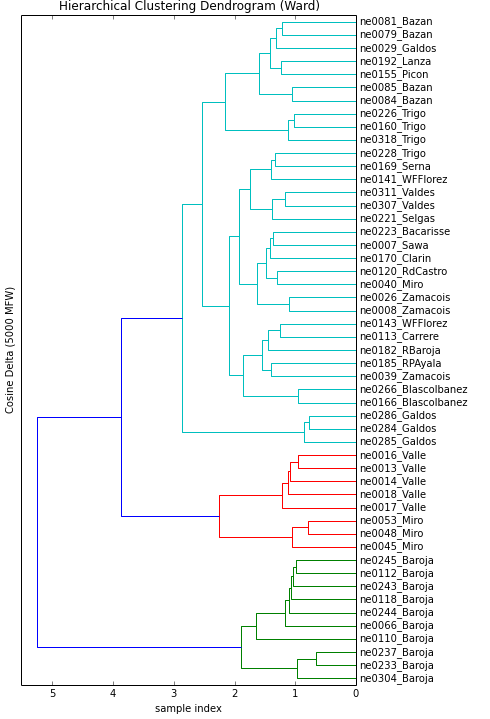 Hierarchical Clustering Dendrogram (Ward)
ne0081_Bazan
ne0079_Bazan
ne0029_Galdos
ne0192_Lanza
ne0155_Picon
ne0085_Bazan
ne0084_Bazan
ne0226_Trigo
ne0160_Trigo
ne0318_Trigo
ne0228_Trigo
ne0169_Serna
ne0141_WFFlorez
ne0311_Valdes
ne0307_Valdes
ne0221_Selgas
ne0223_Bacarisse
ne0007_Sawa
ne0170_Clarin
ne0120_RdCastro
ne0040_Miro
ne0026_Zamacois
ne0008_Zamacois
ne0143_WFFlorez
ne0113_Carrere
ne0182_RBaroja
ne0185_RPAyala
ne0039_Zamacois
ne0266_BlascoIbanez
ne0166_BlascoIbanez
ne0286_Galdos
ne0284_Galdos
ne0285_Galdos
ne0016_Valle
ne0013_Valle
ne0014_Valle
ne0018_Valle
ne0017_Valle
ne0053_Miro
ne0048_Miro
ne0045_Miro
ne0245_Baroja
ne0112_Baroja
ne0243_Baroja
ne0118_Baroja
ne0244_Baroja
ne0066_Baroja
ne0110_Baroja
ne0237_Baroja
ne0233_Baroja
ne0304_Baroja
Cosine Delta (5000 MFW)
5 4 3 2 1 0
sample index